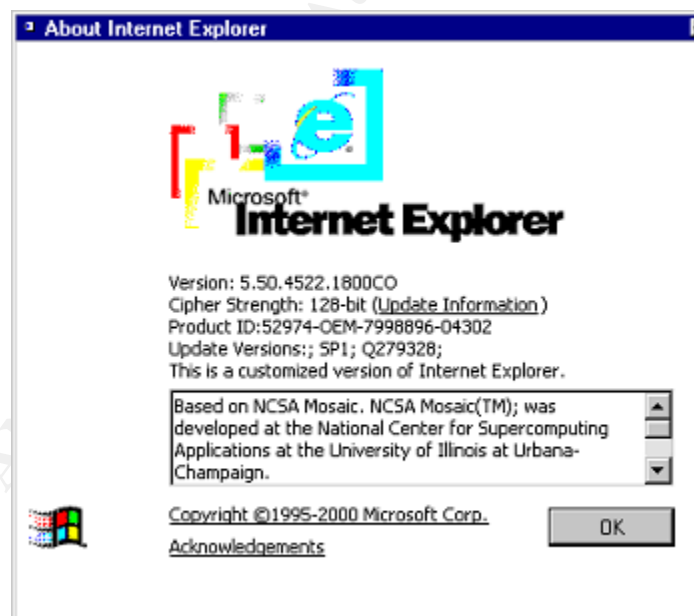 About Internet Explorer
Microsoft®
Internet Explorer
Version: 5.50.4522.1800CO
Cipher Strength: 128-bit (Update Information)
Product ID:52974-OEM-7998896-04302
Update Versions:; SP1; Q279328;
This is a customized version of Internet Explorer.
Based on NCSA Mosaic. NCSA Mosaic(TM); was
developed at the National Center for Supercomputing
Applications at the University of Illinois at Urbana-
Champaign.
Copyright ©1995-2000 Microsoft Corp.
OK
Acknowledgements